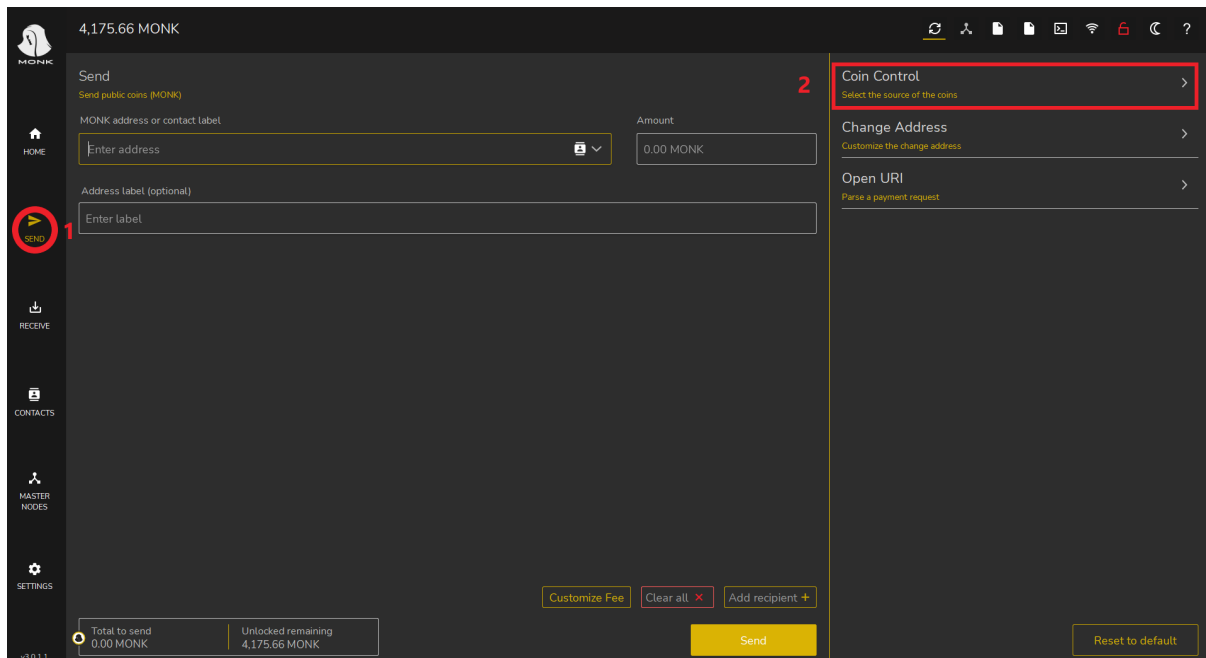 MONK
4,175.66 MONK
?
HOME
1
SEND
RECEIVE
CONTACTS
MASTER
NODES
SETTINGS
v3.0.1.1
Send
Send public coins (MONK)
2
MONK address or contact label
Amount
Enter address
0.00 MONK
Address label (optional)
Enter label
Coin Control
Select the source of the coins
Change Address
Customize the change address
Open URI
Parse a payment request
Customize Fee
Clear all
Add recipient +
Total to send
0.00 MONK
Unlocked remaining
4,175.66 MONK
Send
Reset to default